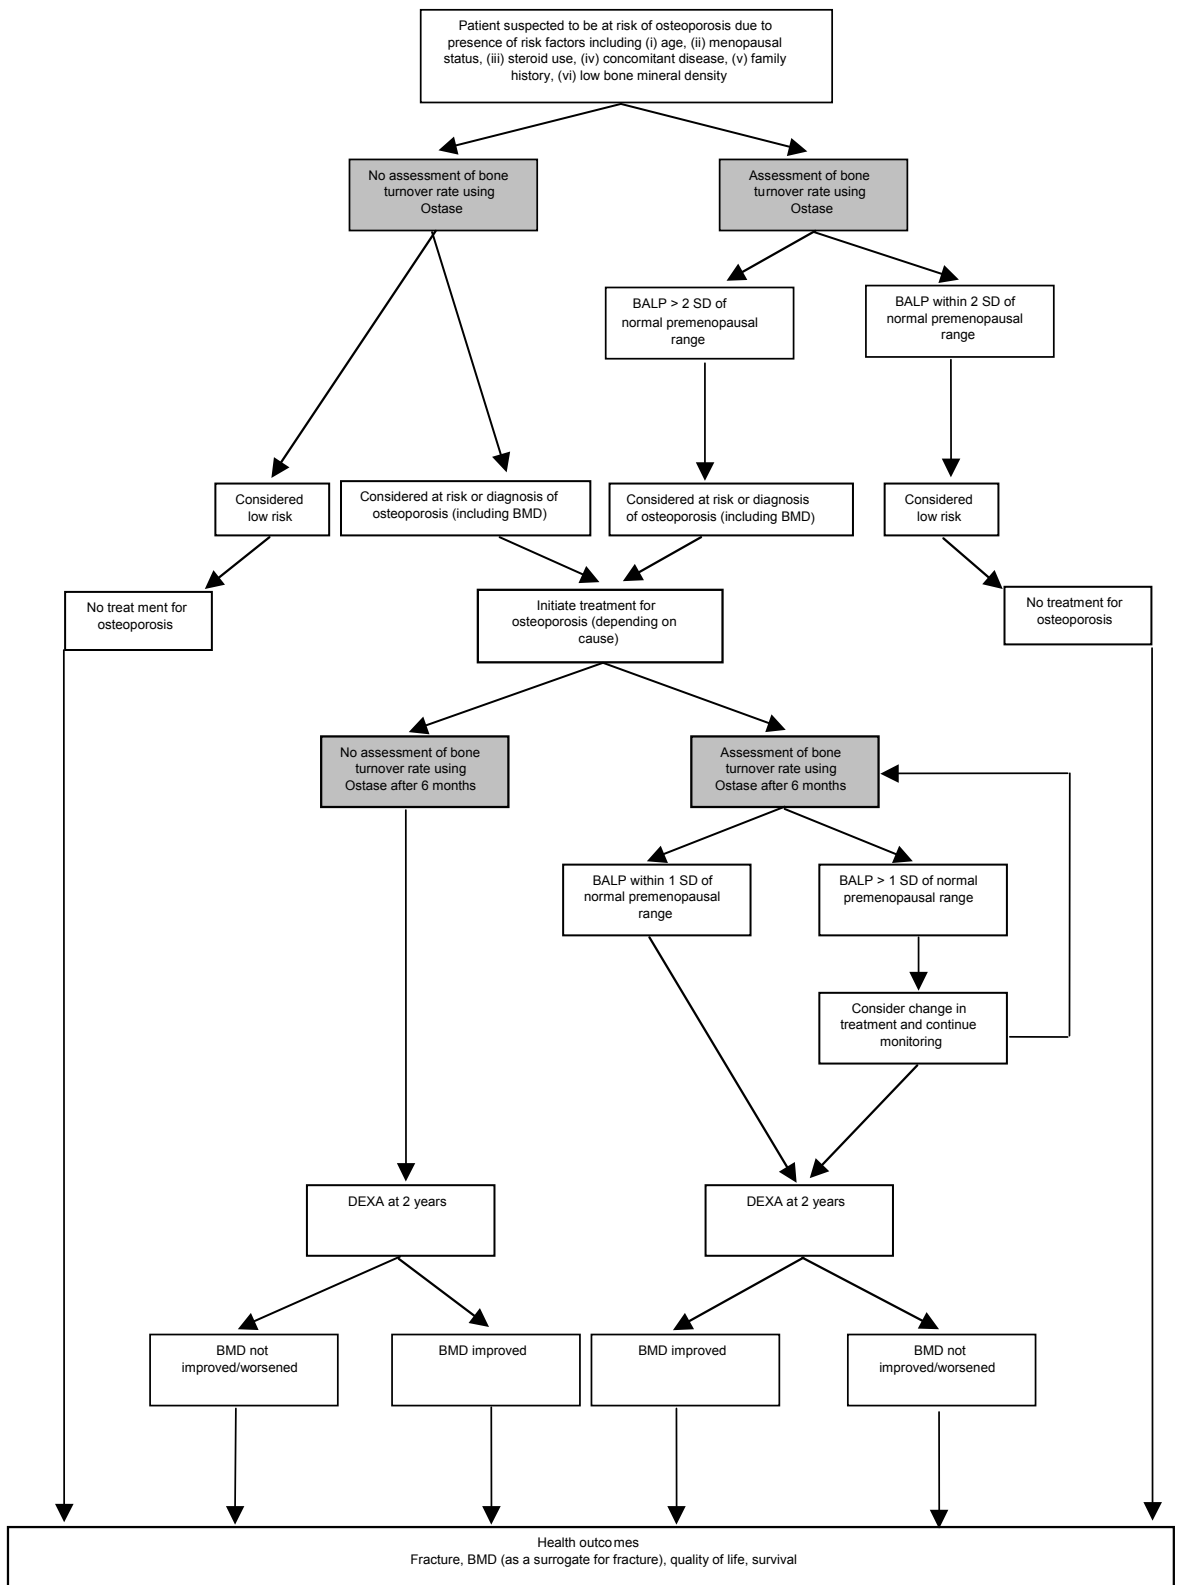 Patient suspected to be at risk of osteoporosis due to
presence of risk factors including (i) age, (ii) menopausal
status, (iii) steroid use, (iv) concomitant disease, (v) family
history, (vi) low bone mineral density
No assessment of bone
turnover rate using
Ostase
Assessment of bone
turnover rate using
Ostase
BALP > 2 SD of
normal premenopausal
range
BALP within 2 SD of
normal premenopausal
range
Considered
low risk
Considered at risk or diagnosis of
osteoporosis (including BMD)
Considered at risk or diagnosis
of osteoporosis (including BMD)
Considered
low risk
No treat ment for
osteoporosis
Initiate treatment for
osteoporosis (depending on
cause)
No treatment for
osteoporosis
No assessment of bone
turnover rate using
Ostase after 6 months
Assessment of bone
turnover rate using
Ostase after 6 months
BALP within 1 SD of
normal premenopausal
range
BALP > 1 SD of normal
premenopausal range
Consider change in
treatment and continue
monitoring
DEXA at 2 years
DEXA at 2 years
BMD not
improved/worsened
BMD improved
BMD improved
BMD not
improved/worsened
Health outcomes
Fracture, BMD (as a surrogate for fracture), quality of life, survival